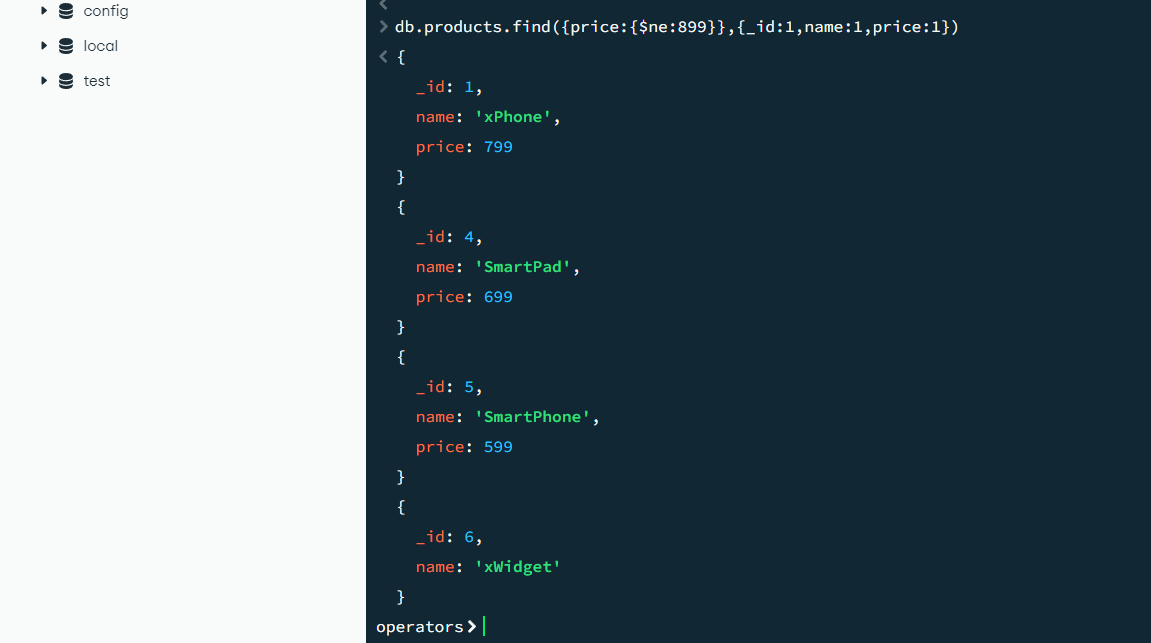 config
local
test
db.products.find({price:{$ne:899}},{_id:1,name:1,price:1})
{
_id: 1,
name: 'xPhone',
price: 799
}
{
_id: 4,
name: 'SmartPad',
price: 699
}
{
_id: 5,
name: 'SmartPhone',
price: 599
}
{
_id: 6,
name: 'xWidget'
}
operators>